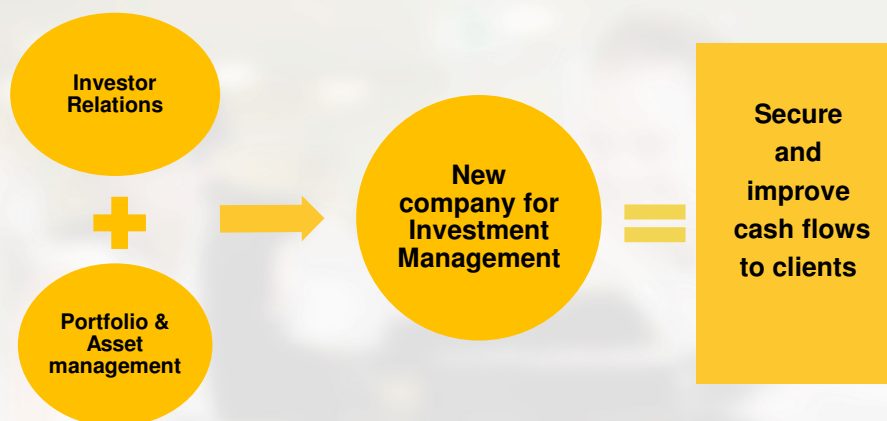 Investor
Relations
Portfolio &
Asset
management
New
company for
Investment
Management
Secure
and
improve
cash flows
to clients